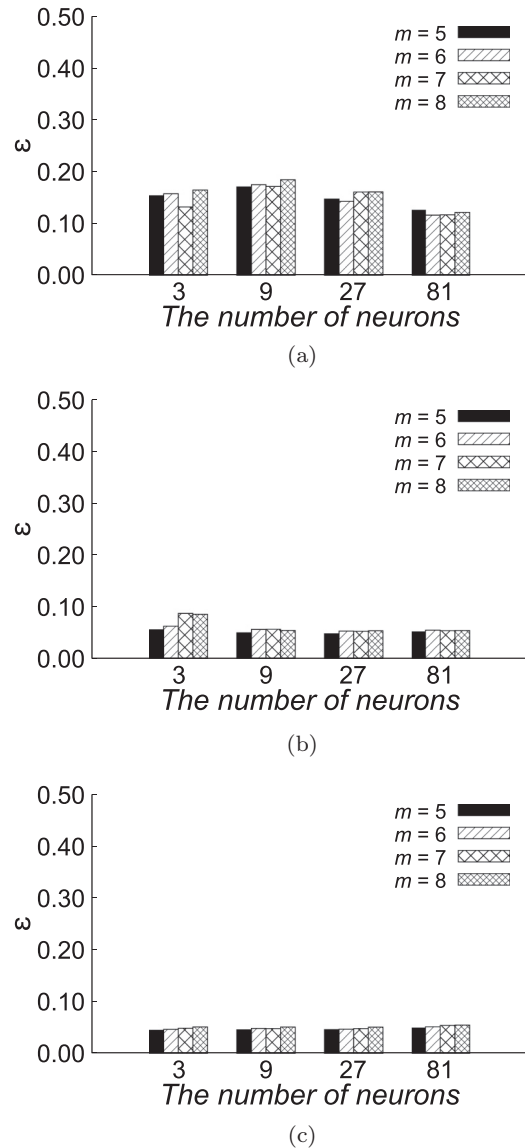 0.50
0.40
0.30
0.20
0.10
0.00
ε
m = 5
m = 6
m = 7
m = 8
3 9 27 81
The number of neurons
(a)
0.50
0.40
0.30
0.20
0.10
0.00
ε
m = 5
m = 6
m = 7
m = 8
3 9 27 81
The number of neurons
(b)
0.50
0.40
0.30
0.20
0.10
0.00
ε
m = 5
m = 6
m = 7
m = 8
3 9 27 81
The number of neurons
(c)